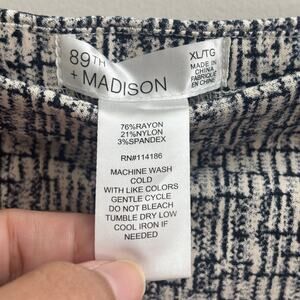 89TH
+ MADISON
XL/TG
MADE IN
CHINA
FABRIQUÉ
EN CHINE
76%RAYON
21%NYLON
3%SPANDEX
RN#114186
MACHINE WASH
COLD
WITH LIKE COLORS
GENTLE CYCLE
DO NOT BLEACH
TUMBLE DRY LOW
COOL IRON IF
NEEDED